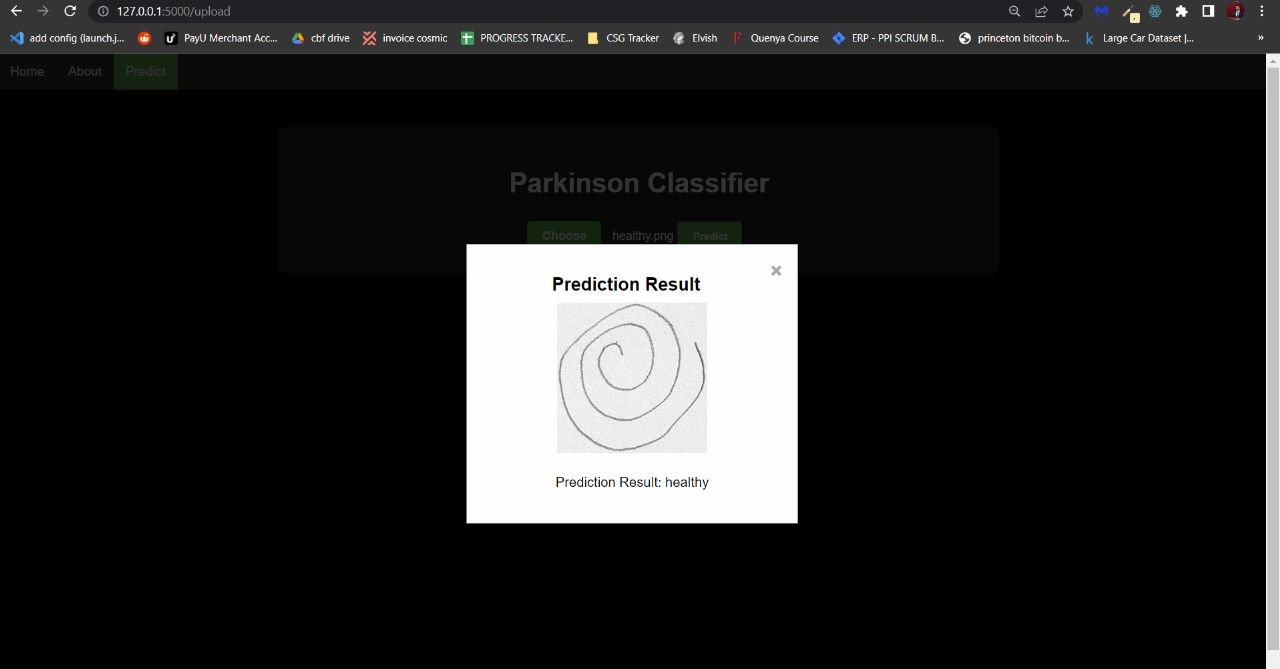 127.0.0.1:5000/upload
add config (launch.j... PayU Merchant Acc... cbf drive invoice cosmic PROGRESS TRACKE... CSG Tracker Elvish Quenya Course ERP - PPI SCRUM B... princeton bitcoin b... Large Car Dataset |... »
Home About Predict
Parkinson Classifier
Choose healthy.png Predict
Prediction Result
Prediction Result: healthy